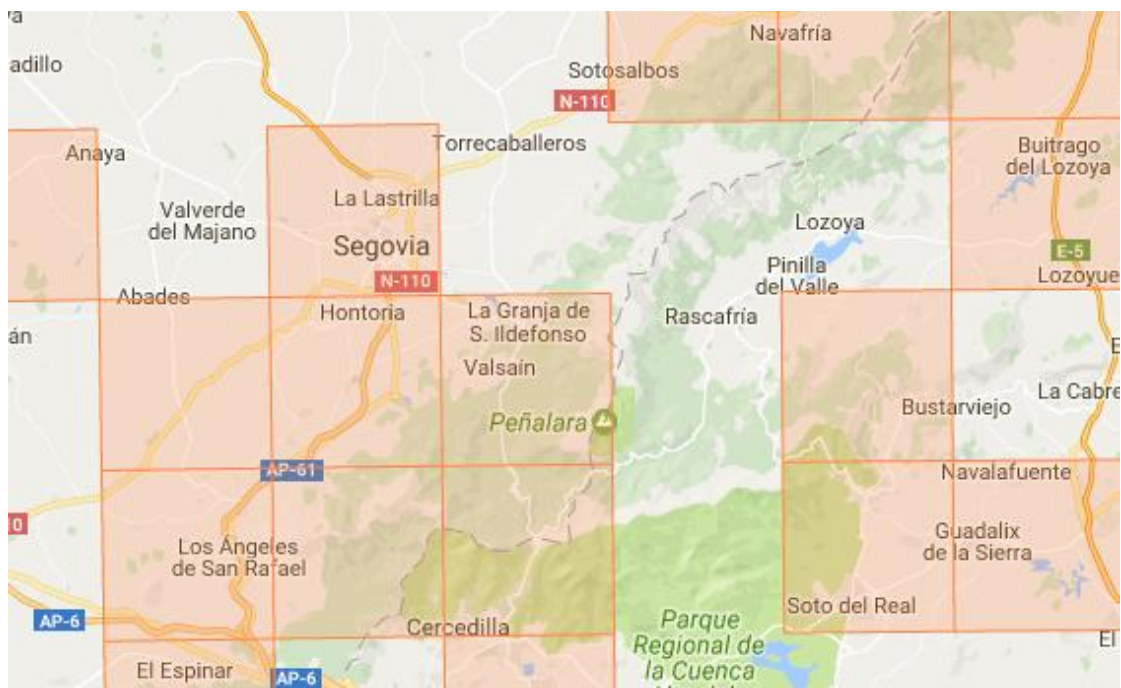 Navafría
adillo
Sotosalbos
N-110
Torrecaballeros
Anaya
Buitrago
del Lozoya
La Lastrilla
Valverde
del Majano
Lozoya
Segovia
E-5
Pinilla
del Valle
N-110
Lozoyue
Abades
Hontoria
La Granja de
S. Ildefonso
Rascafría
án
Valsaín
La Cabre
Bustarviejo
Peñalara
AP-61
Navalafuente
10
Guadalix
de la Sierra
Los Ángeles
de San Rafael
Soto del Real
AP-6
Cercedilla
Parque
Regional de
la Cuenca
El
El Espinar
AP-6